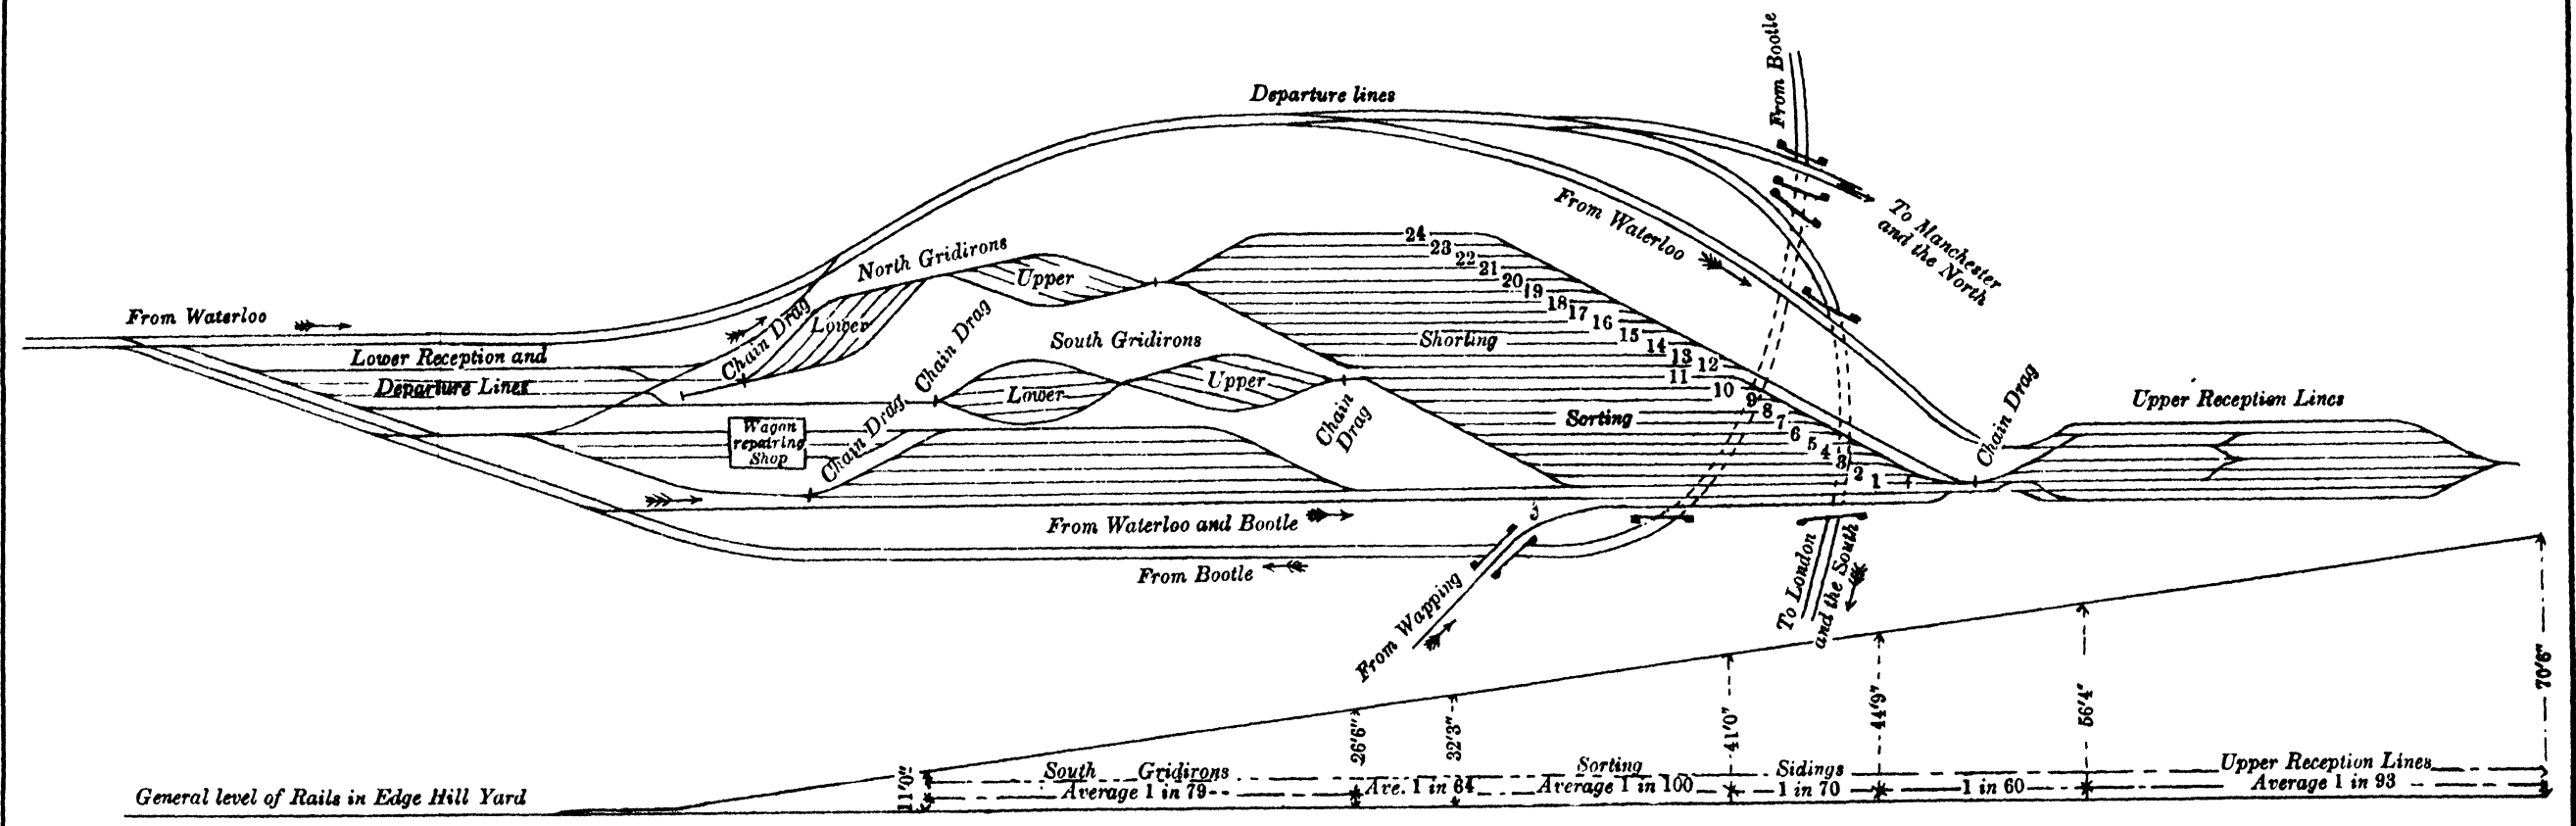 From Bootle
Departure lines
From Waterloo
To Manchester
and the North
North Gridirons
Upper
24
23
22
21
20
19
18
17
16
15
14
13
12
11
10
9
8
7
6
5
4
3
2
1
From Waterloo
Chain Drag
Lower
Chain Drag
South Gridirons
Shorting
Lower Reception and
Departure Lines
Lower
Upper
Chain
Drag
Sorting
Chain Drag
Upper Reception Lines
Wagon
repairing
Shop
Chain Drag
From Waterloo and Bootle
From Bootle
From Wapping
To London
and the South
General level of Rails in Edge Hill Yard
11'0"
26'6"
32'3"
41'0"
44'9"
56'4"
70'6"
South Gridirons
Average 1 in 79
Ave. 1 in 64
Sorting Sidings
Average 1 in 100
1 in 70
1 in 60
Upper Reception Lines
Average 1 in 93